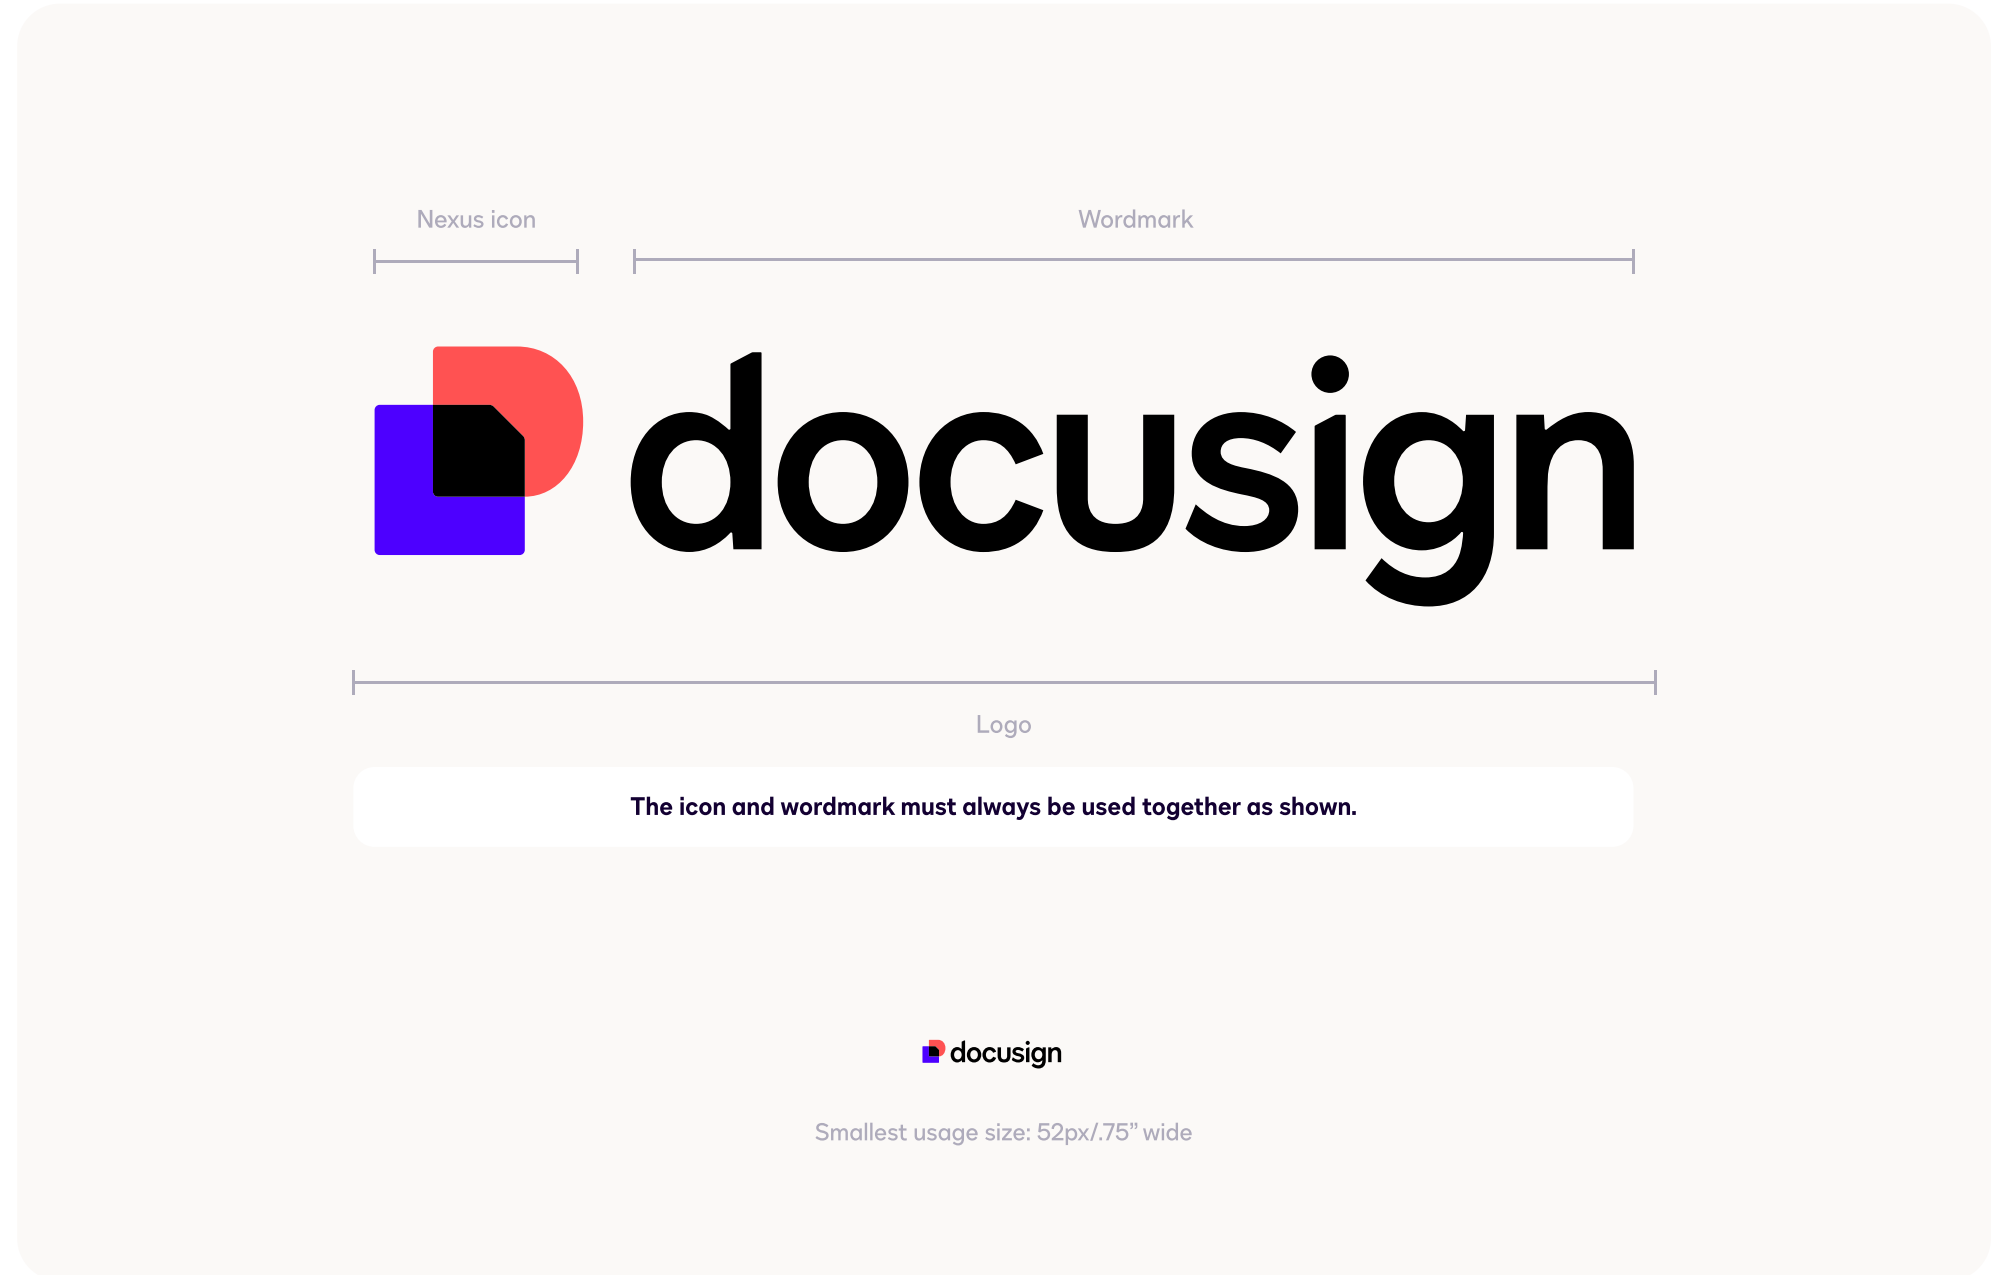 Nexus icon
Wordmark
docusign
Logo
The icon and wordmark must always be used together as shown.
docusign
Smallest usage size: 52px/.75” wide